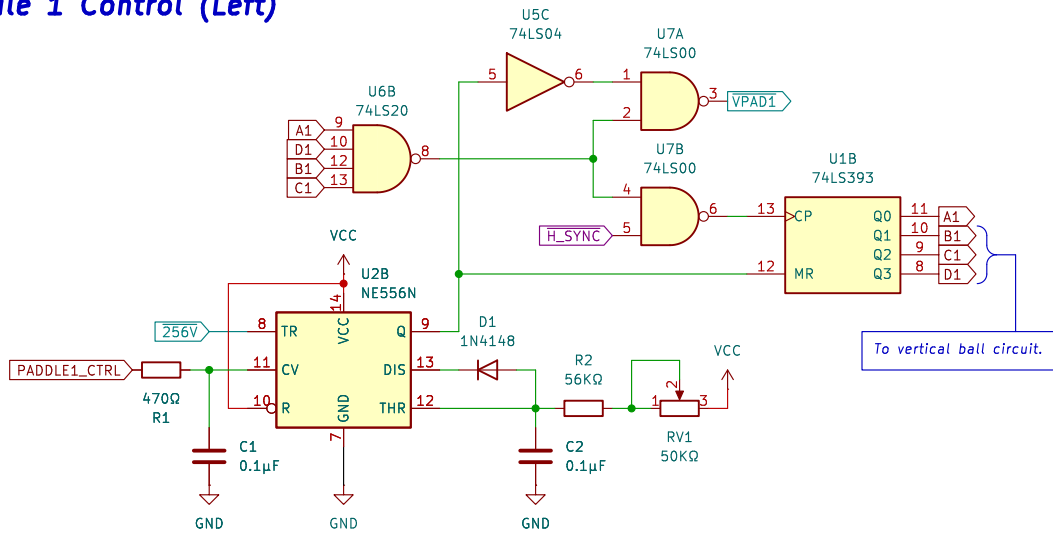 le 1 Control (Left)
U5C
74LS04
5
6
U7A
74LS00
1
2
3
VPAD1
U6B
74LS20
A1
9
D1
10
B1
12
C1
13
8
U7B
74LS00
4
H_SYNC
5
6
U1B
74LS393
13
CP
12
MR
Q0
11
A1
Q1
10
B1
Q2
9
C1
Q3
8
D1
To vertical ball circuit.
VCC
U2B
NE556N
14
VCC
256V
8
TR
Q
9
PADDLE1_CTRL
11
CV
DIS
13
470Ω
R1
10
R
THR
12
GND
7
D1
1N4148
R2
56KΩ
VCC
1
2
3
RV1
50KΩ
C1
0.1µF
C2
0.1µF
GND
GND
GND